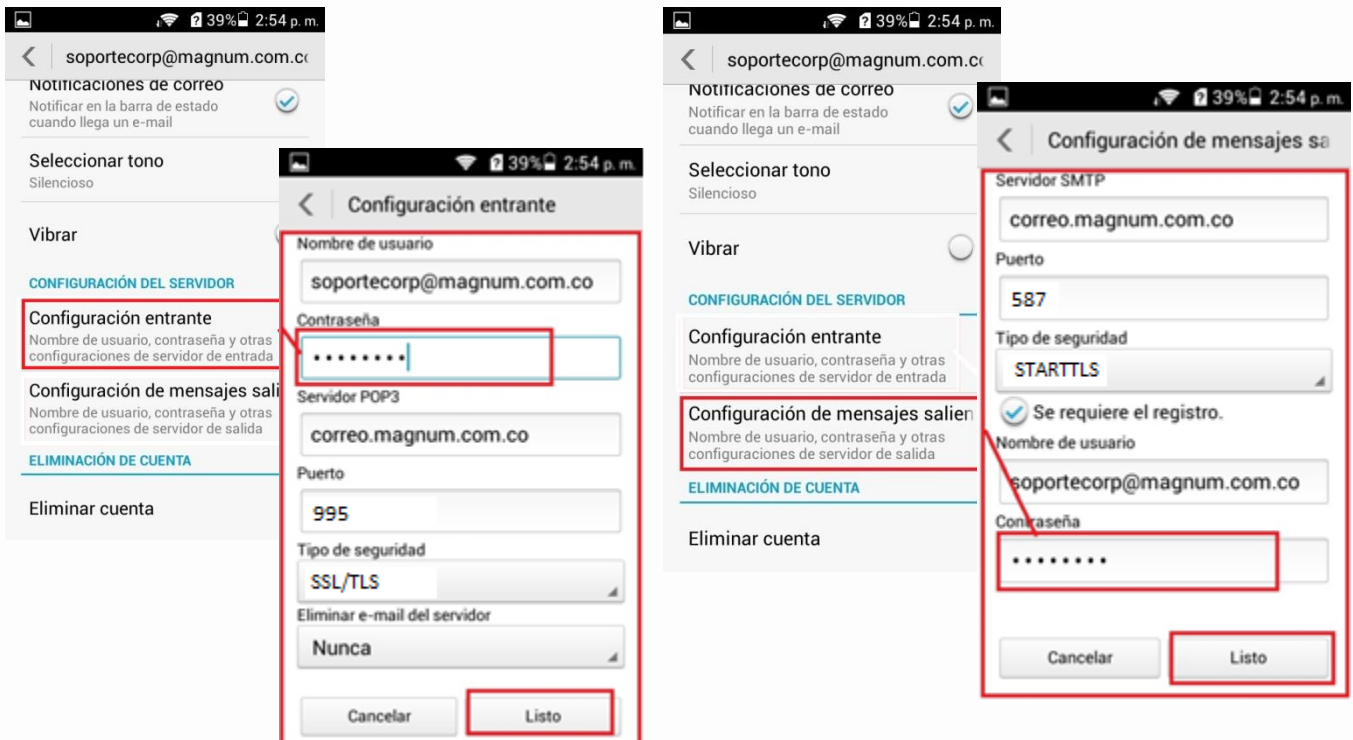 39% 2:54 p. m.
soportecorp@magnum.com.c
Notificaciones de correo
Notificar en la barra de estado
cuando llega un e-mail
Seleccionar tono
Silencioso
Vibrar
CONFIGURACIÓN DEL SERVIDOR
Configuración entrante
Nombre de usuario, contraseña y otras
configuraciones de servidor de entrada
Configuración de mensajes sali
Nombre de usuario, contraseña y otras
configuraciones de servidor de salida
ELIMINACIÓN DE CUENTA
Eliminar cuenta
39% 2:54 p. m.
Configuración entrante
Nombre de usuario
soportecorp@magnum.com.co
Contraseña
••••••••
Servidor POP3
correo.magnum.com.co
Puerto
995
Tipo de seguridad
SSL/TLS
Eliminar e-mail del servidor
Nunca
Cancelar Listo
39% 2:54 p. m.
soportecorp@magnum.com.c
Notificaciones de correo
Notificar en la barra de estado
cuando llega un e-mail
Seleccionar tono
Silencioso
Vibrar
CONFIGURACIÓN DEL SERVIDOR
Configuración entrante
Nombre de usuario, contraseña y otras
configuraciones de servidor de entrada
Configuración de mensajes salien
Nombre de usuario, contraseña y otras
configuraciones de servidor de salida
ELIMINACIÓN DE CUENTA
Eliminar cuenta
39% 2:54 p. m.
Configuración de mensajes sa
Servidor SMTP
correo.magnum.com.co
Puerto
587
Tipo de seguridad
STARTTLS
Se requiere el registro.
Nombre de usuario
soportecorp@magnum.com.co
Contraseña
••••••••
Cancelar Listo